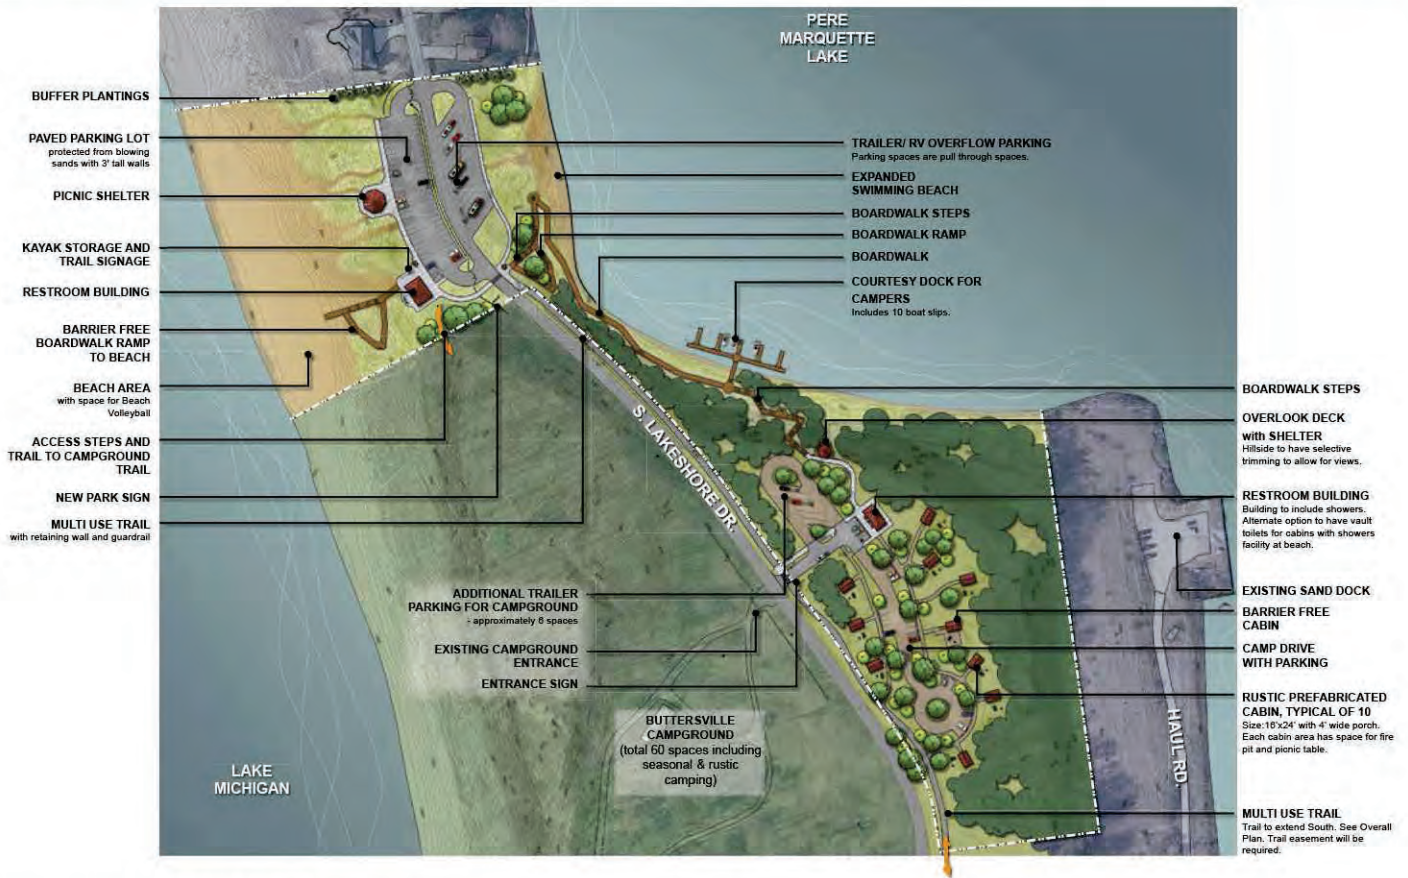 PERE
MARQUETTE
LAKE
BUFFER PLANTINGS
PAVED PARKING LOT
protected from blowing
sands with 3' tall walls
PICNIC SHELTER
KAYAK STORAGE AND
TRAIL SIGNAGE
RESTROOM BUILDING
BARRIER FREE
BOARDWALK RAMP
TO BEACH
BEACH AREA
with space for Beach
Volleyball
ACCESS STEPS AND
TRAIL TO CAMPGROUND
TRAIL
NEW PARK SIGN
MULTI USE TRAIL
with retaining wall and guardrail
TRAILER/ RV OVERFLOW PARKING
Parking spaces are pull through spaces.
EXPANDED
SWIMMING BEACH
BOARDWALK STEPS
BOARDWALK RAMP
BOARDWALK
COURTESY DOCK FOR
CAMPERS
Includes 10 boat slips.
S. LAKESHORE DR.
ADDITIONAL TRAILER
PARKING FOR CAMPGROUND
- approximately 6 spaces
EXISTING CAMPGROUND
ENTRANCE
ENTRANCE SIGN
BUTTERSVILLE
CAMPGROUND
(total 60 spaces including
seasonal & rustic
camping)
LAKE
MICHIGAN
BOARDWALK STEPS
OVERLOOK DECK
with SHELTER
Hillside to have selective
trimming to allow for views.
RESTROOM BUILDING
Building to include showers.
Alternate option to have vault
toilets for cabins with showers
facility at beach.
EXISTING SAND DOCK
BARRIER FREE
CABIN
CAMP DRIVE
WITH PARKING
RUSTIC PREFABRICATED
CABIN, TYPICAL OF 10
Size:16'x24' with 4' wide porch.
Each cabin area has space for fire
pit and picnic table.
HAUL RD.
MULTI USE TRAIL
Trail to extend South. See Overall
Plan. Trail easement will be
required.